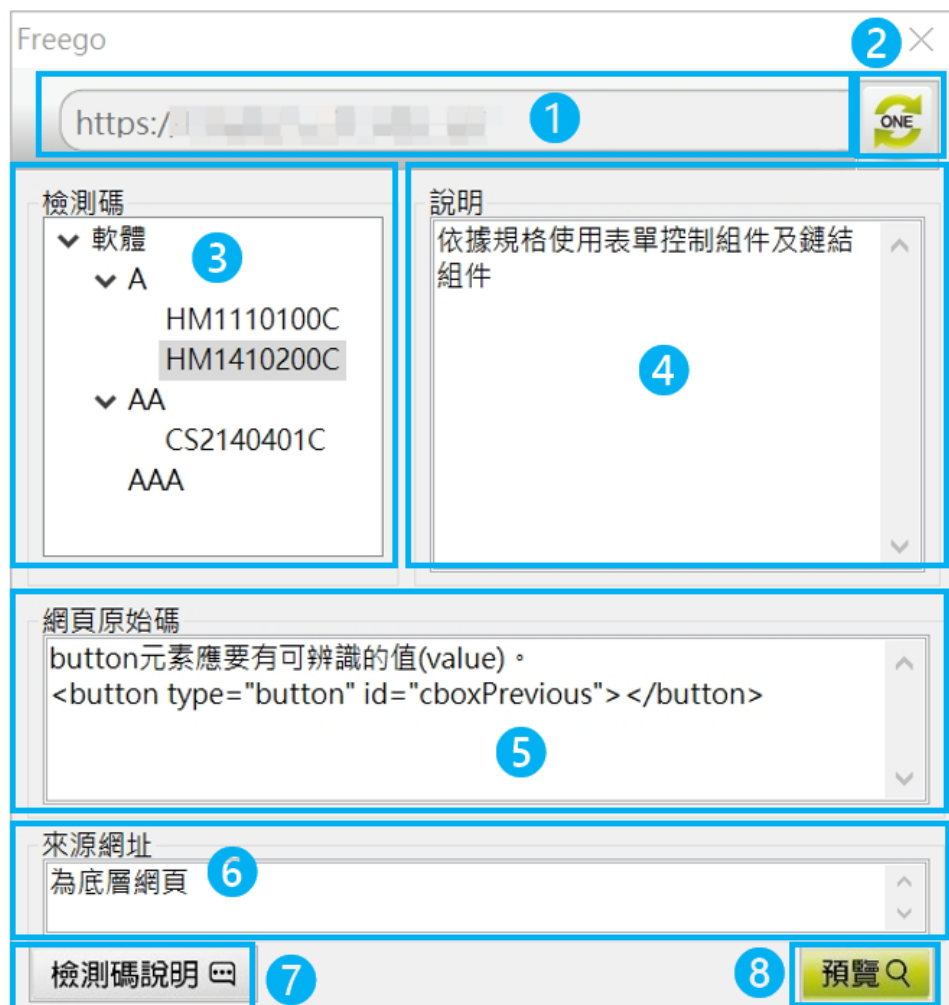 Freego
2
https:/
1
ONE
檢測碼
軟體
3
A
HM1110100C
HM1410200C
AA
CS2140401C
AAA
說明
依據規格使用表單控制組件及鏈結
組件
4
網頁原始碼
button元素應要有可辨識的值(value)。
<button type="button" id="cboxPrevious"></button>
5
來源網址
為底層網頁
6
檢測碼說明
7
8
預覽